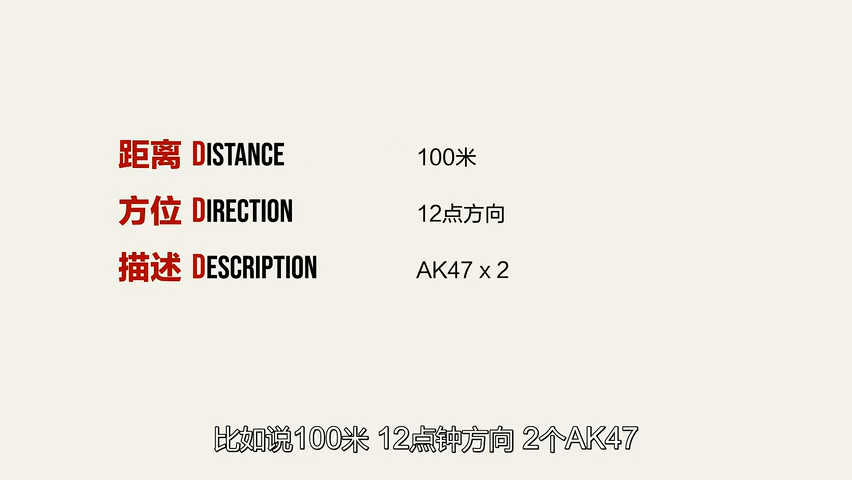 距离 DISTANCE 100米
方位 DIRECTION 12点方向
描述 DESCRIPTION AK47 x 2
比如说100米 12点钟方向 2个AK47